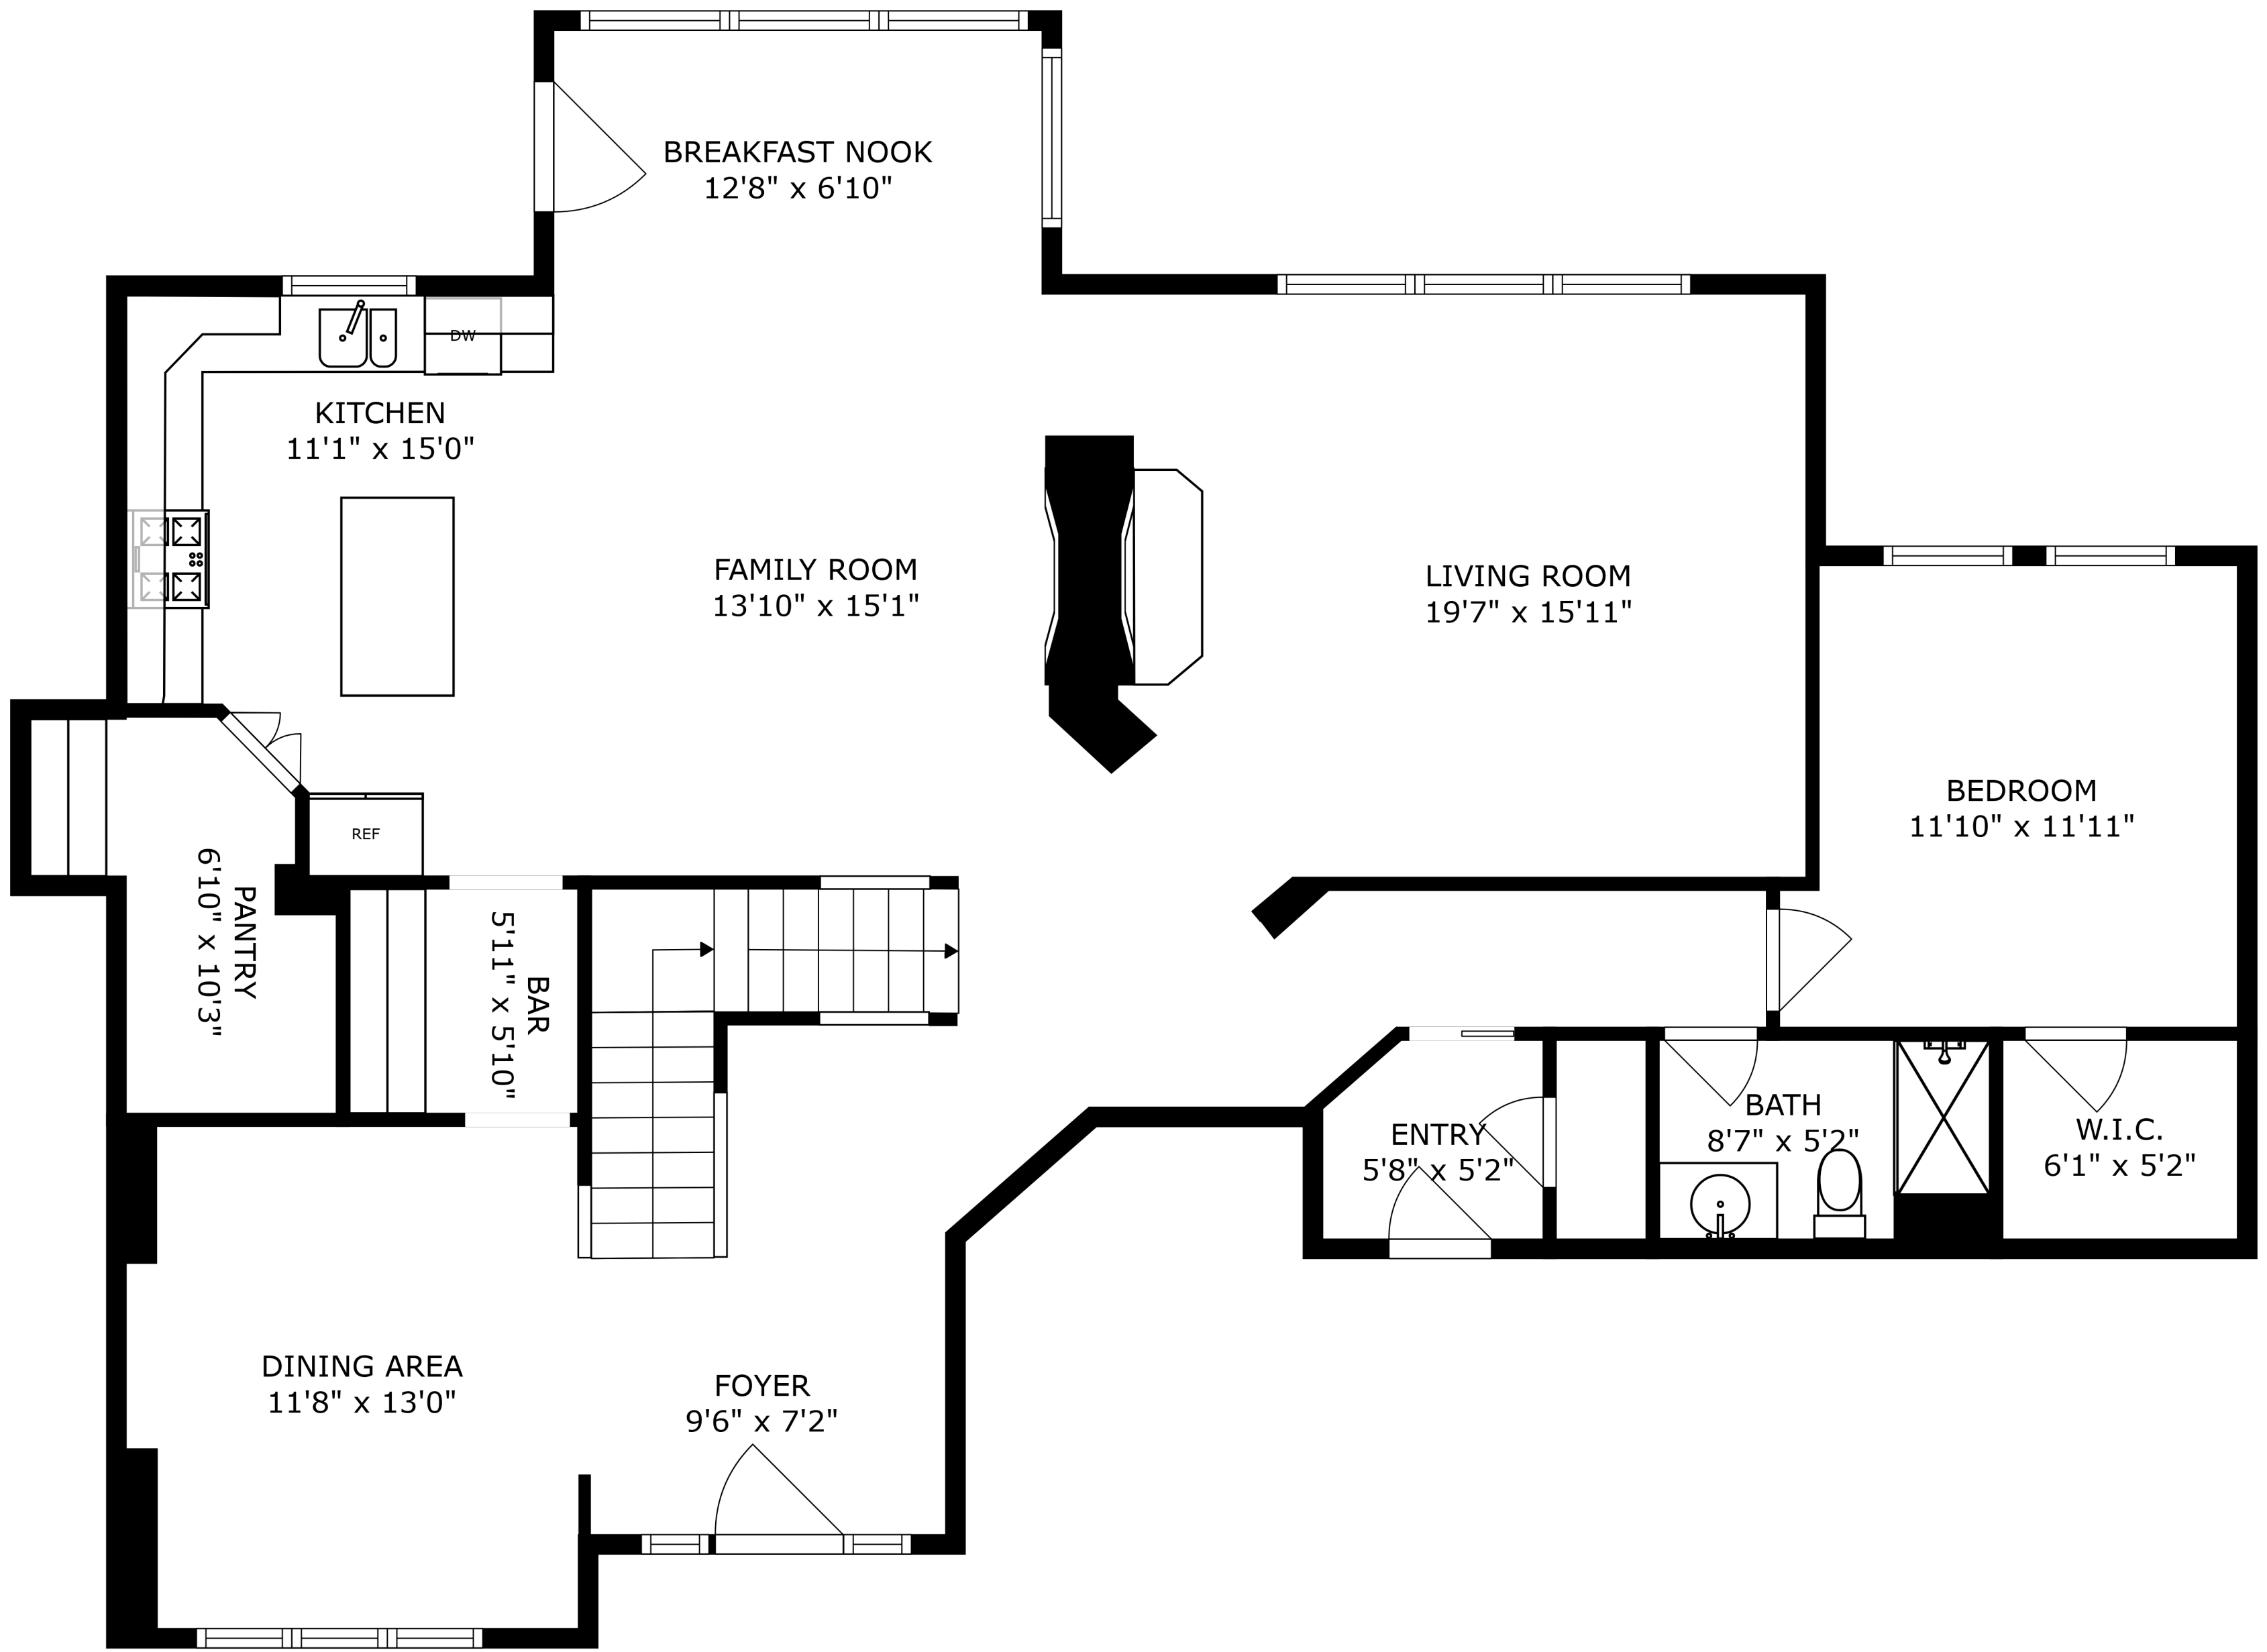 BREAKFAST NOOK
12'8" x 6'10"
DW
KITCHEN
11'1" x 15'0"
FAMILY ROOM
13'10" x 15'1"
LIVING ROOM
19'7" x 15'11"
BEDROOM
11'10" x 11'11"
REF
PANTRY
6'10" x 10'3"
BAR
5'11" x 5'10"
ENTRY
5'8" x 5'2"
BATH
8'7" x 5'2"
W.I.C.
6'1" x 5'2"
DINING AREA
11'8" x 13'0"
FOYER
9'6" x 7'2"